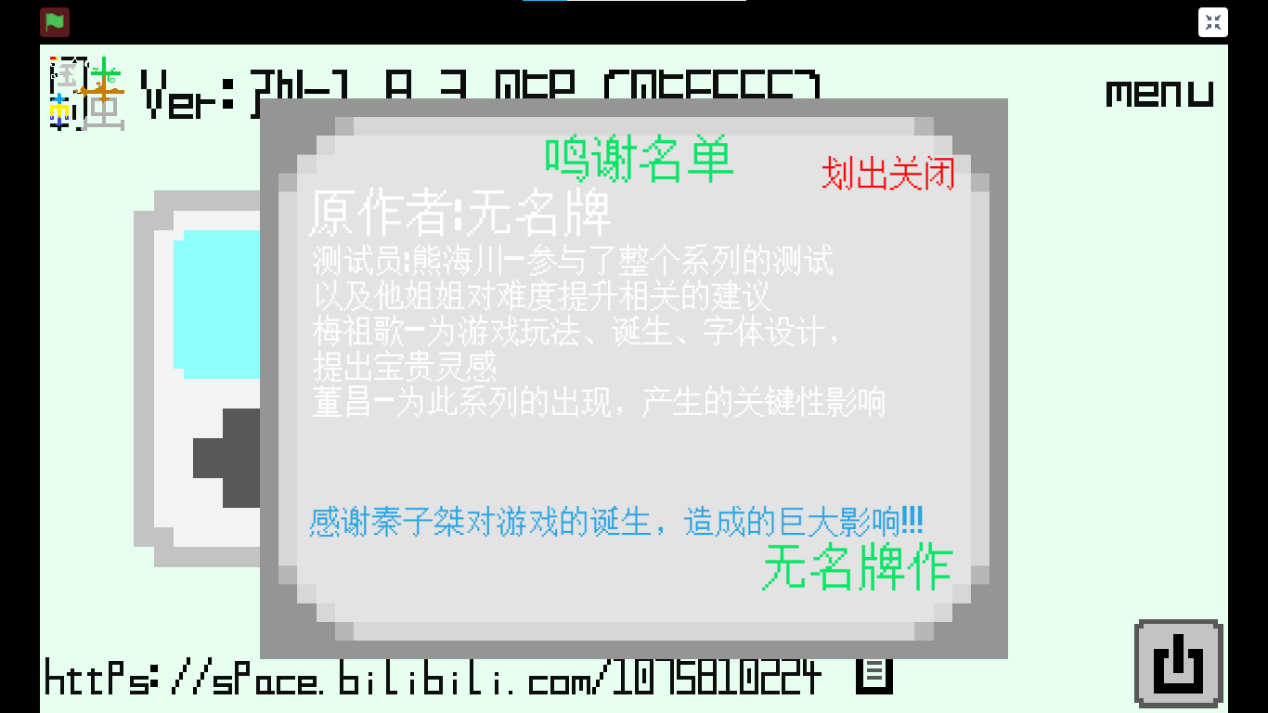 Ver:
menu
鸣谢名单
划出关闭
原作者:无名牌
测试员:熊海川-参与了整个系列的测试
以及他姐姐对难度提升相关的建议
梅祖歌-为游戏玩法、诞生、字体设计，
提出宝贵灵感
董昌-为此系列的出现，产生的关键性影响
感谢秦子桀对游戏的诞生，造成的巨大影响!!!
无名牌作
https://space.bilibili.com/1075810224